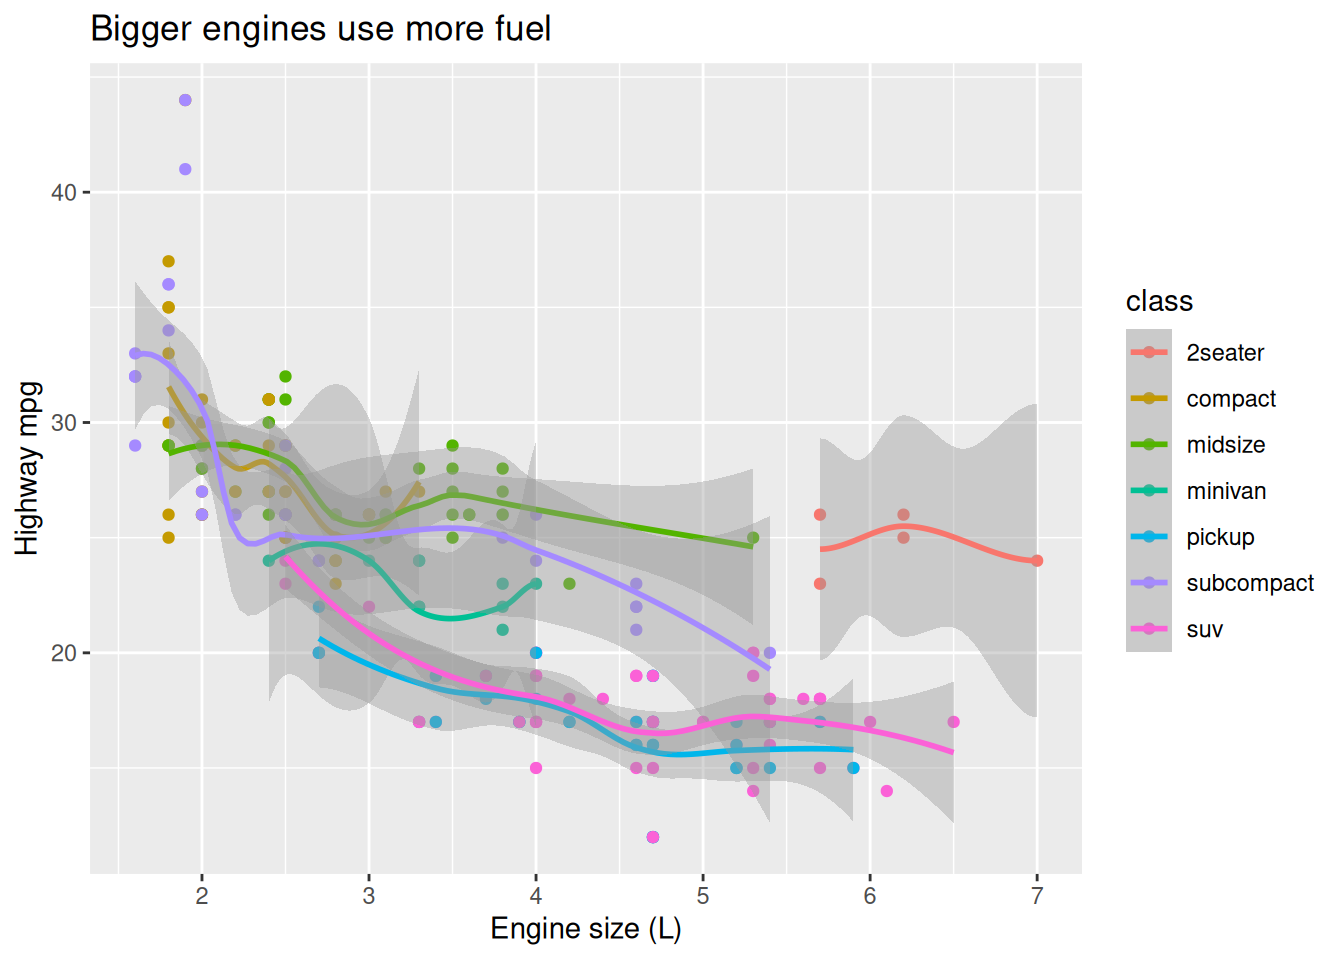 Bigger engines use more fuel
Highway mpg
40
30
20
2 3 4 5 6 7
Engine size (L)
class
2seater
compact
midsize
minivan
pickup
subcompact
suv